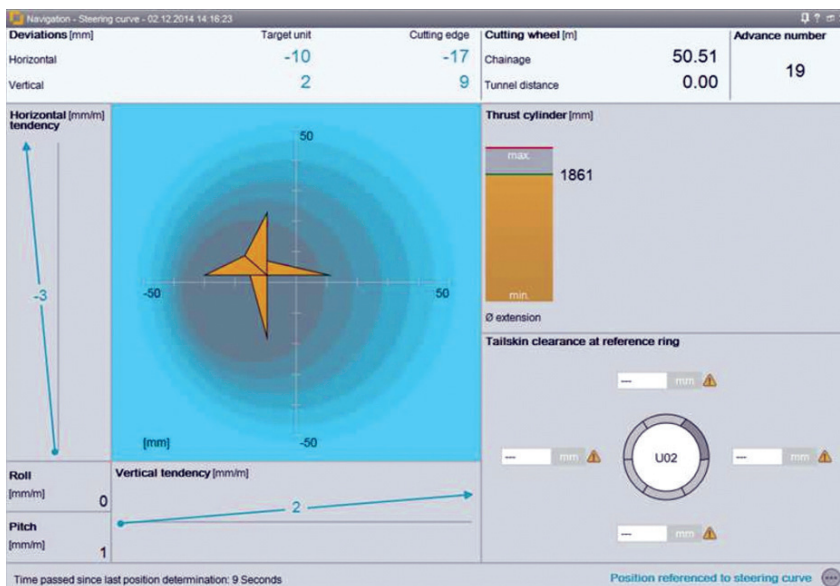 Navigation - Steering curve - 02.12.2014 14:16:23
Deviations [mm] Target unit Cutting edge
Horizontal -10 -17
Vertical 2 9
Cutting wheel [m]
Chainage 50.51
Tunnel distance 0.00
Advance number
19
Horizontal [mm/m]
tendency
-3
50
-50
50
-50
[mm]
Thrust cylinder [mm]
max.
1861
min.
Ø extension
Tailskin clearance at reference ring
--- mm
--- mm
U02
--- mm
--- mm
Roll
[mm/m] 0
Pitch
[mm/m] 1
Vertical tendency [mm/m]
2
Time passed since last position determination: 9 Seconds
Position referenced to steering curve